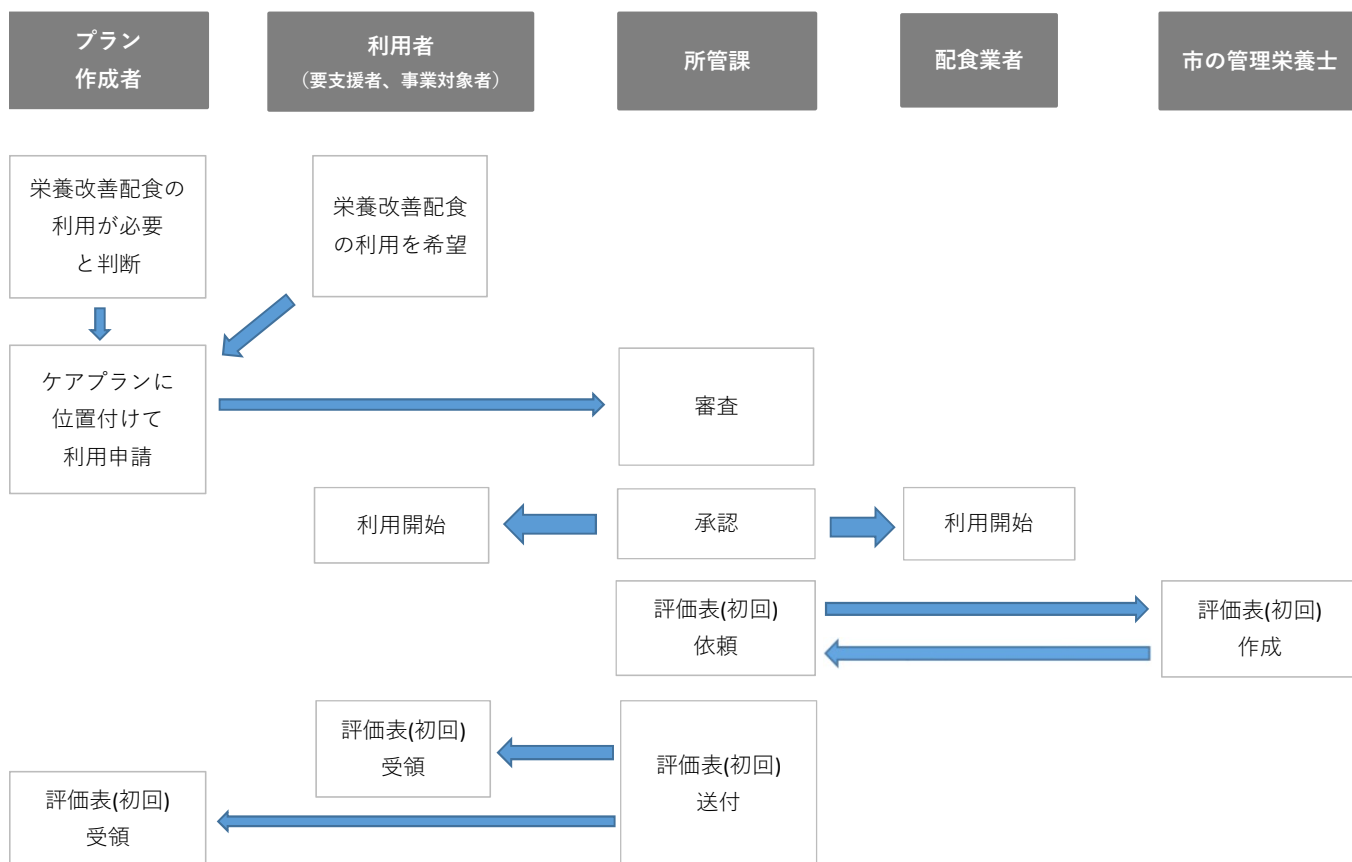 プラン
作成者
利用者
（要支援者、事業対象者）
所管課
配食業者
市の管理栄養士
栄養改善配食の
利用が必要
と判断
栄養改善配食
の利用を希望
ケアプランに
位置付けて
利用申請
審査
利用開始
承認
利用開始
評価表(初回)
依頼
評価表(初回)
作成
評価表(初回)
受領
評価表(初回)
送付
評価表(初回)
受領